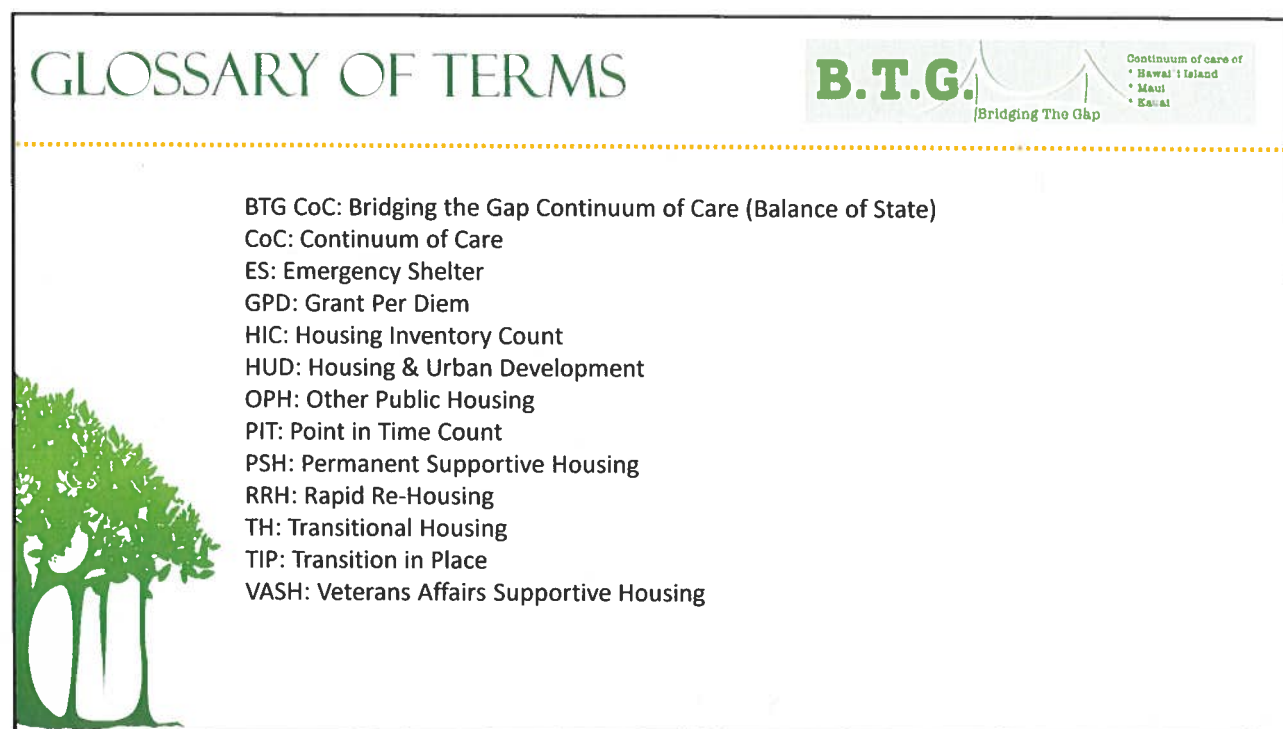 GLOSSARY OF TERMS
B.T.G.
Bridging The Gap
Continuum of care of
* Hawai`i Island
* Maui
* Kauai
BTG CoC: Bridging the Gap Continuum of Care (Balance of State)
CoC: Continuum of Care
ES: Emergency Shelter
GPD: Grant Per Diem
HIC: Housing Inventory Count
HUD: Housing & Urban Development
OPH: Other Public Housing
PIT: Point in Time Count
PSH: Permanent Supportive Housing
RRH: Rapid Re-Housing
TH: Transitional Housing
TIP: Transition in Place
VASH: Veterans Affairs Supportive Housing